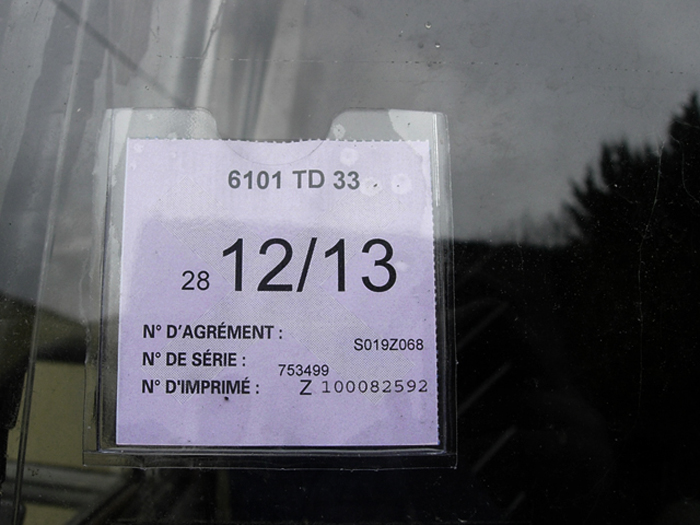 6101 TD 33
28 12/13
N° D'AGRÉMENT : S019Z068
N° DE SÉRIE : 753499
N° D'IMPRIMÉ : Z 100082592